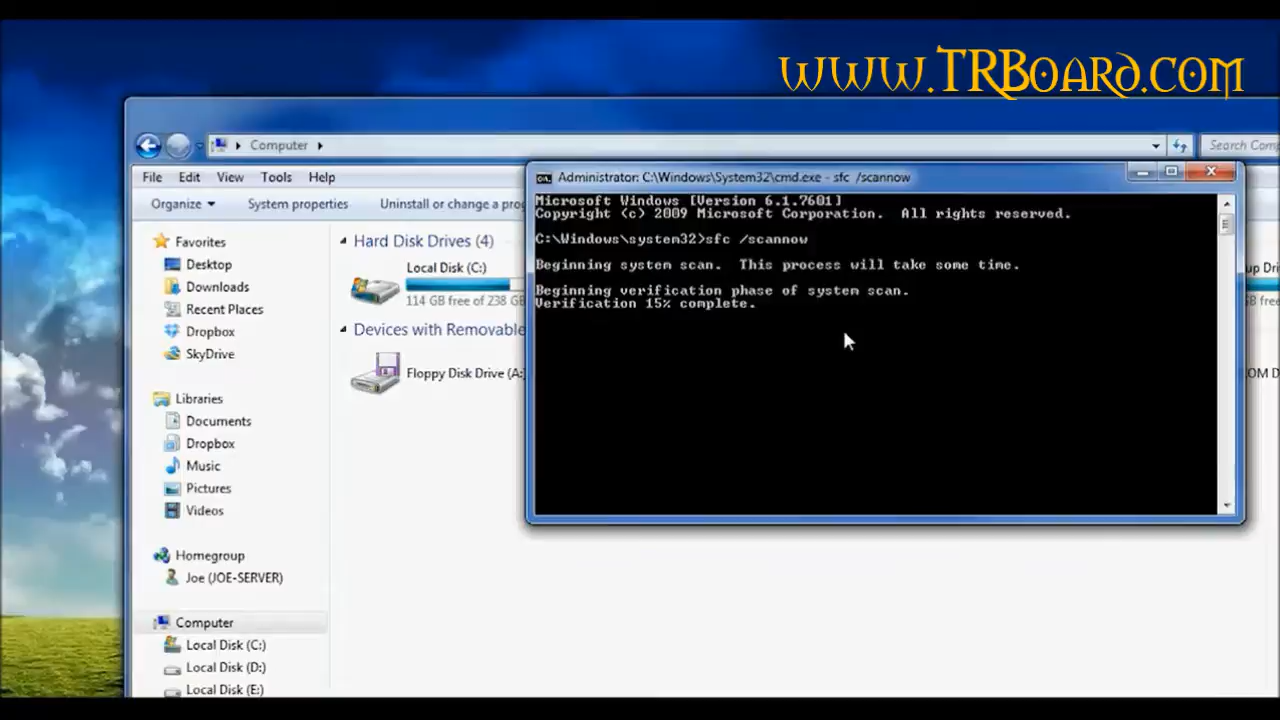 www.TRBoard.com
Computer
Search Com
File Edit View Tools Help
Organize System properties Uninstall or change a prog
Administrator: C:\Windows\System32\cmd.exe - sfc /scannow
Microsoft Windows [Version 6.1.7601]
Copyright (c) 2009 Microsoft Corporation. All rights reserved.
C:\Windows\system32>sfc /scannow
Beginning system scan. This process will take some time.
Beginning verification phase of system scan.
Verification 15% complete.
Favorites
Desktop
Downloads
Recent Places
Dropbox
SkyDrive
Libraries
Documents
Dropbox
Music
Pictures
Videos
Homegroup
Joe (JOE-SERVER)
Computer
Local Disk (C:)
Local Disk (D:)
Local Disk (E:)
Hard Disk Drives (4)
Local Disk (C:)
114 GB free of 238 GB
Devices with Removable
Floppy Disk Drive (A:
up Drive
OM D